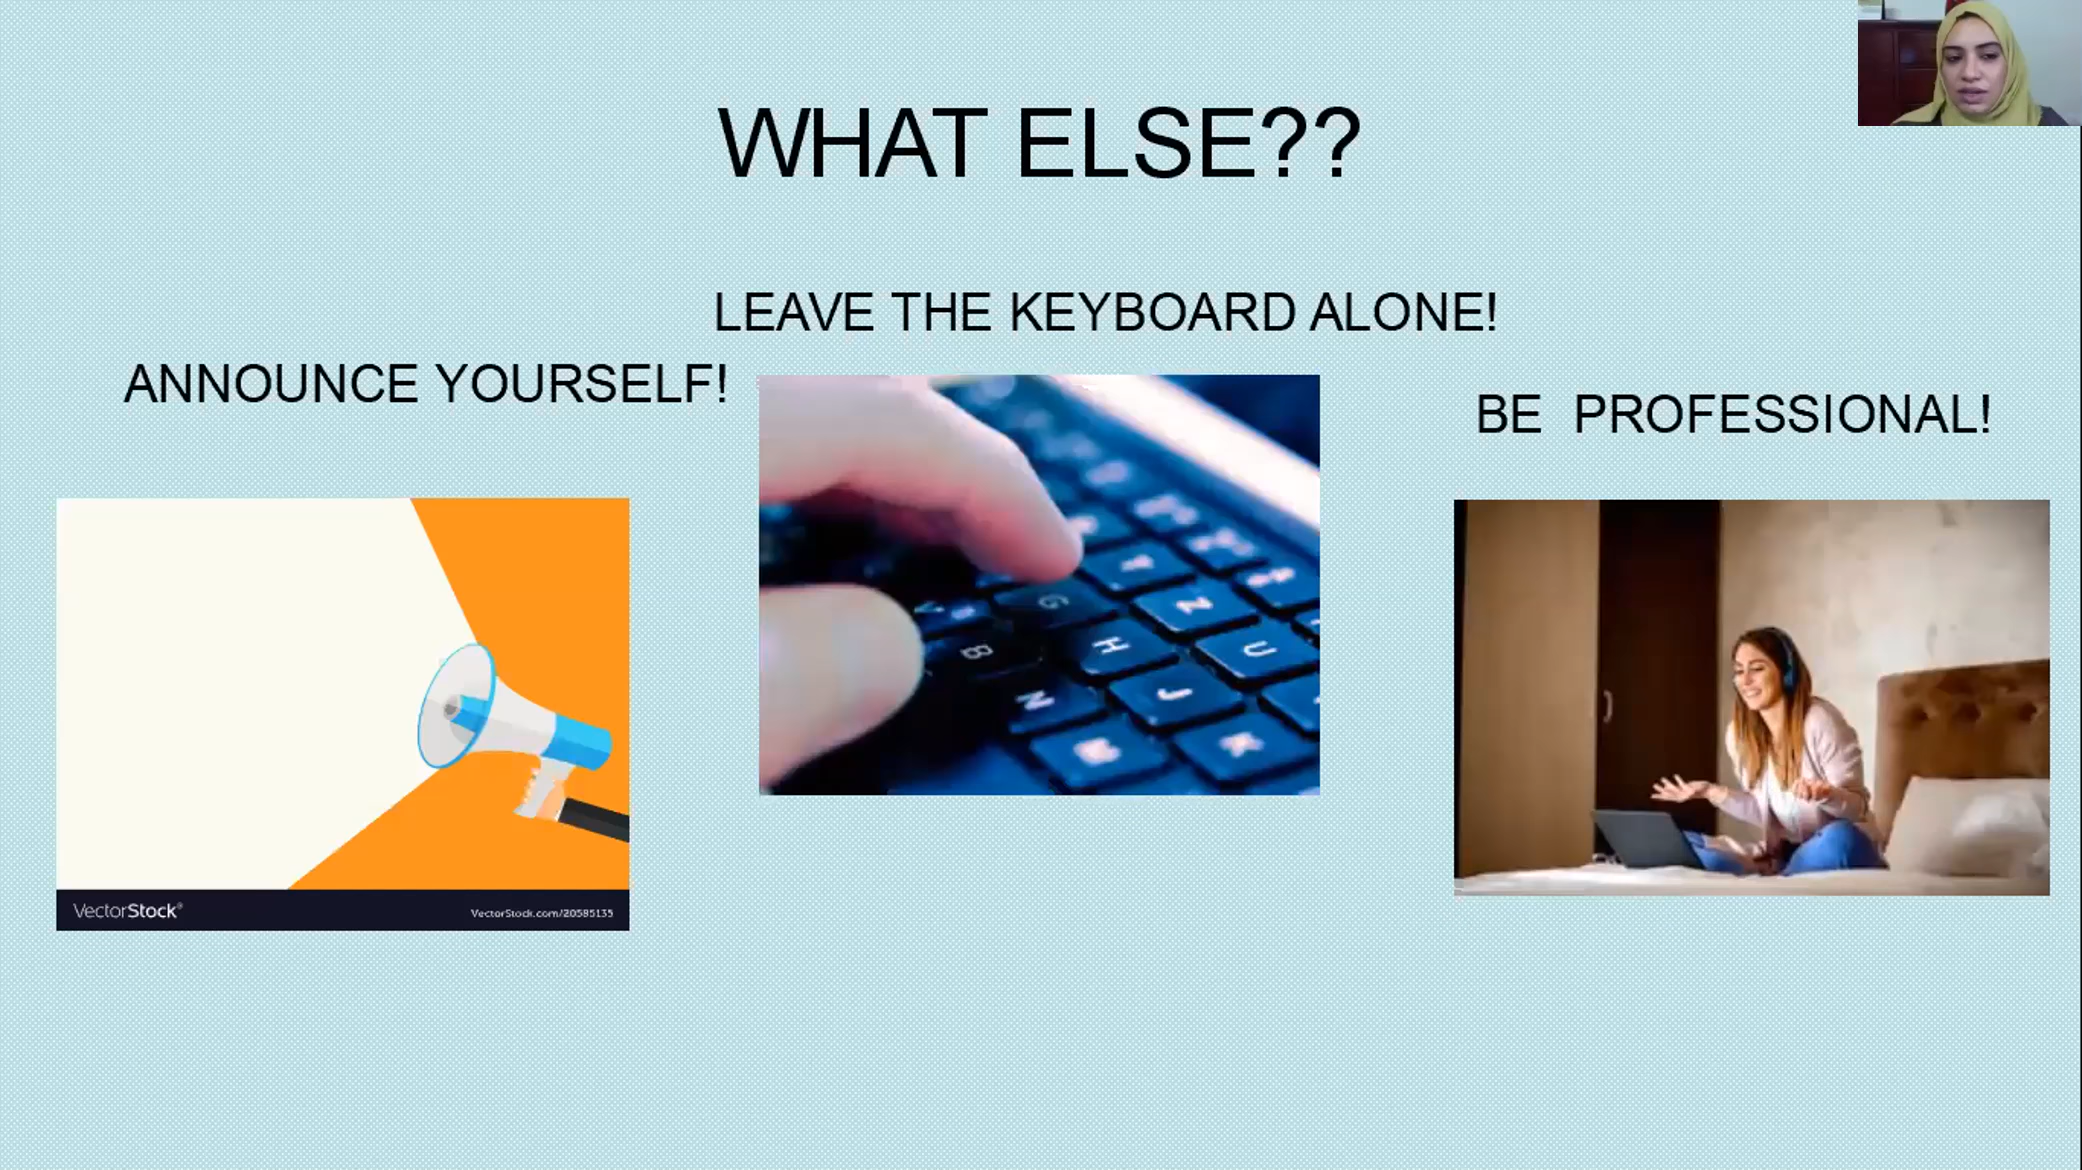 WHAT ELSE??
LEAVE THE KEYBOARD ALONE!
ANNOUNCE YOURSELF!
BE PROFESSIONAL!
VectorStock®
VectorStock.com/20585135
V
B
G
H
N
Z
U
J
M
K